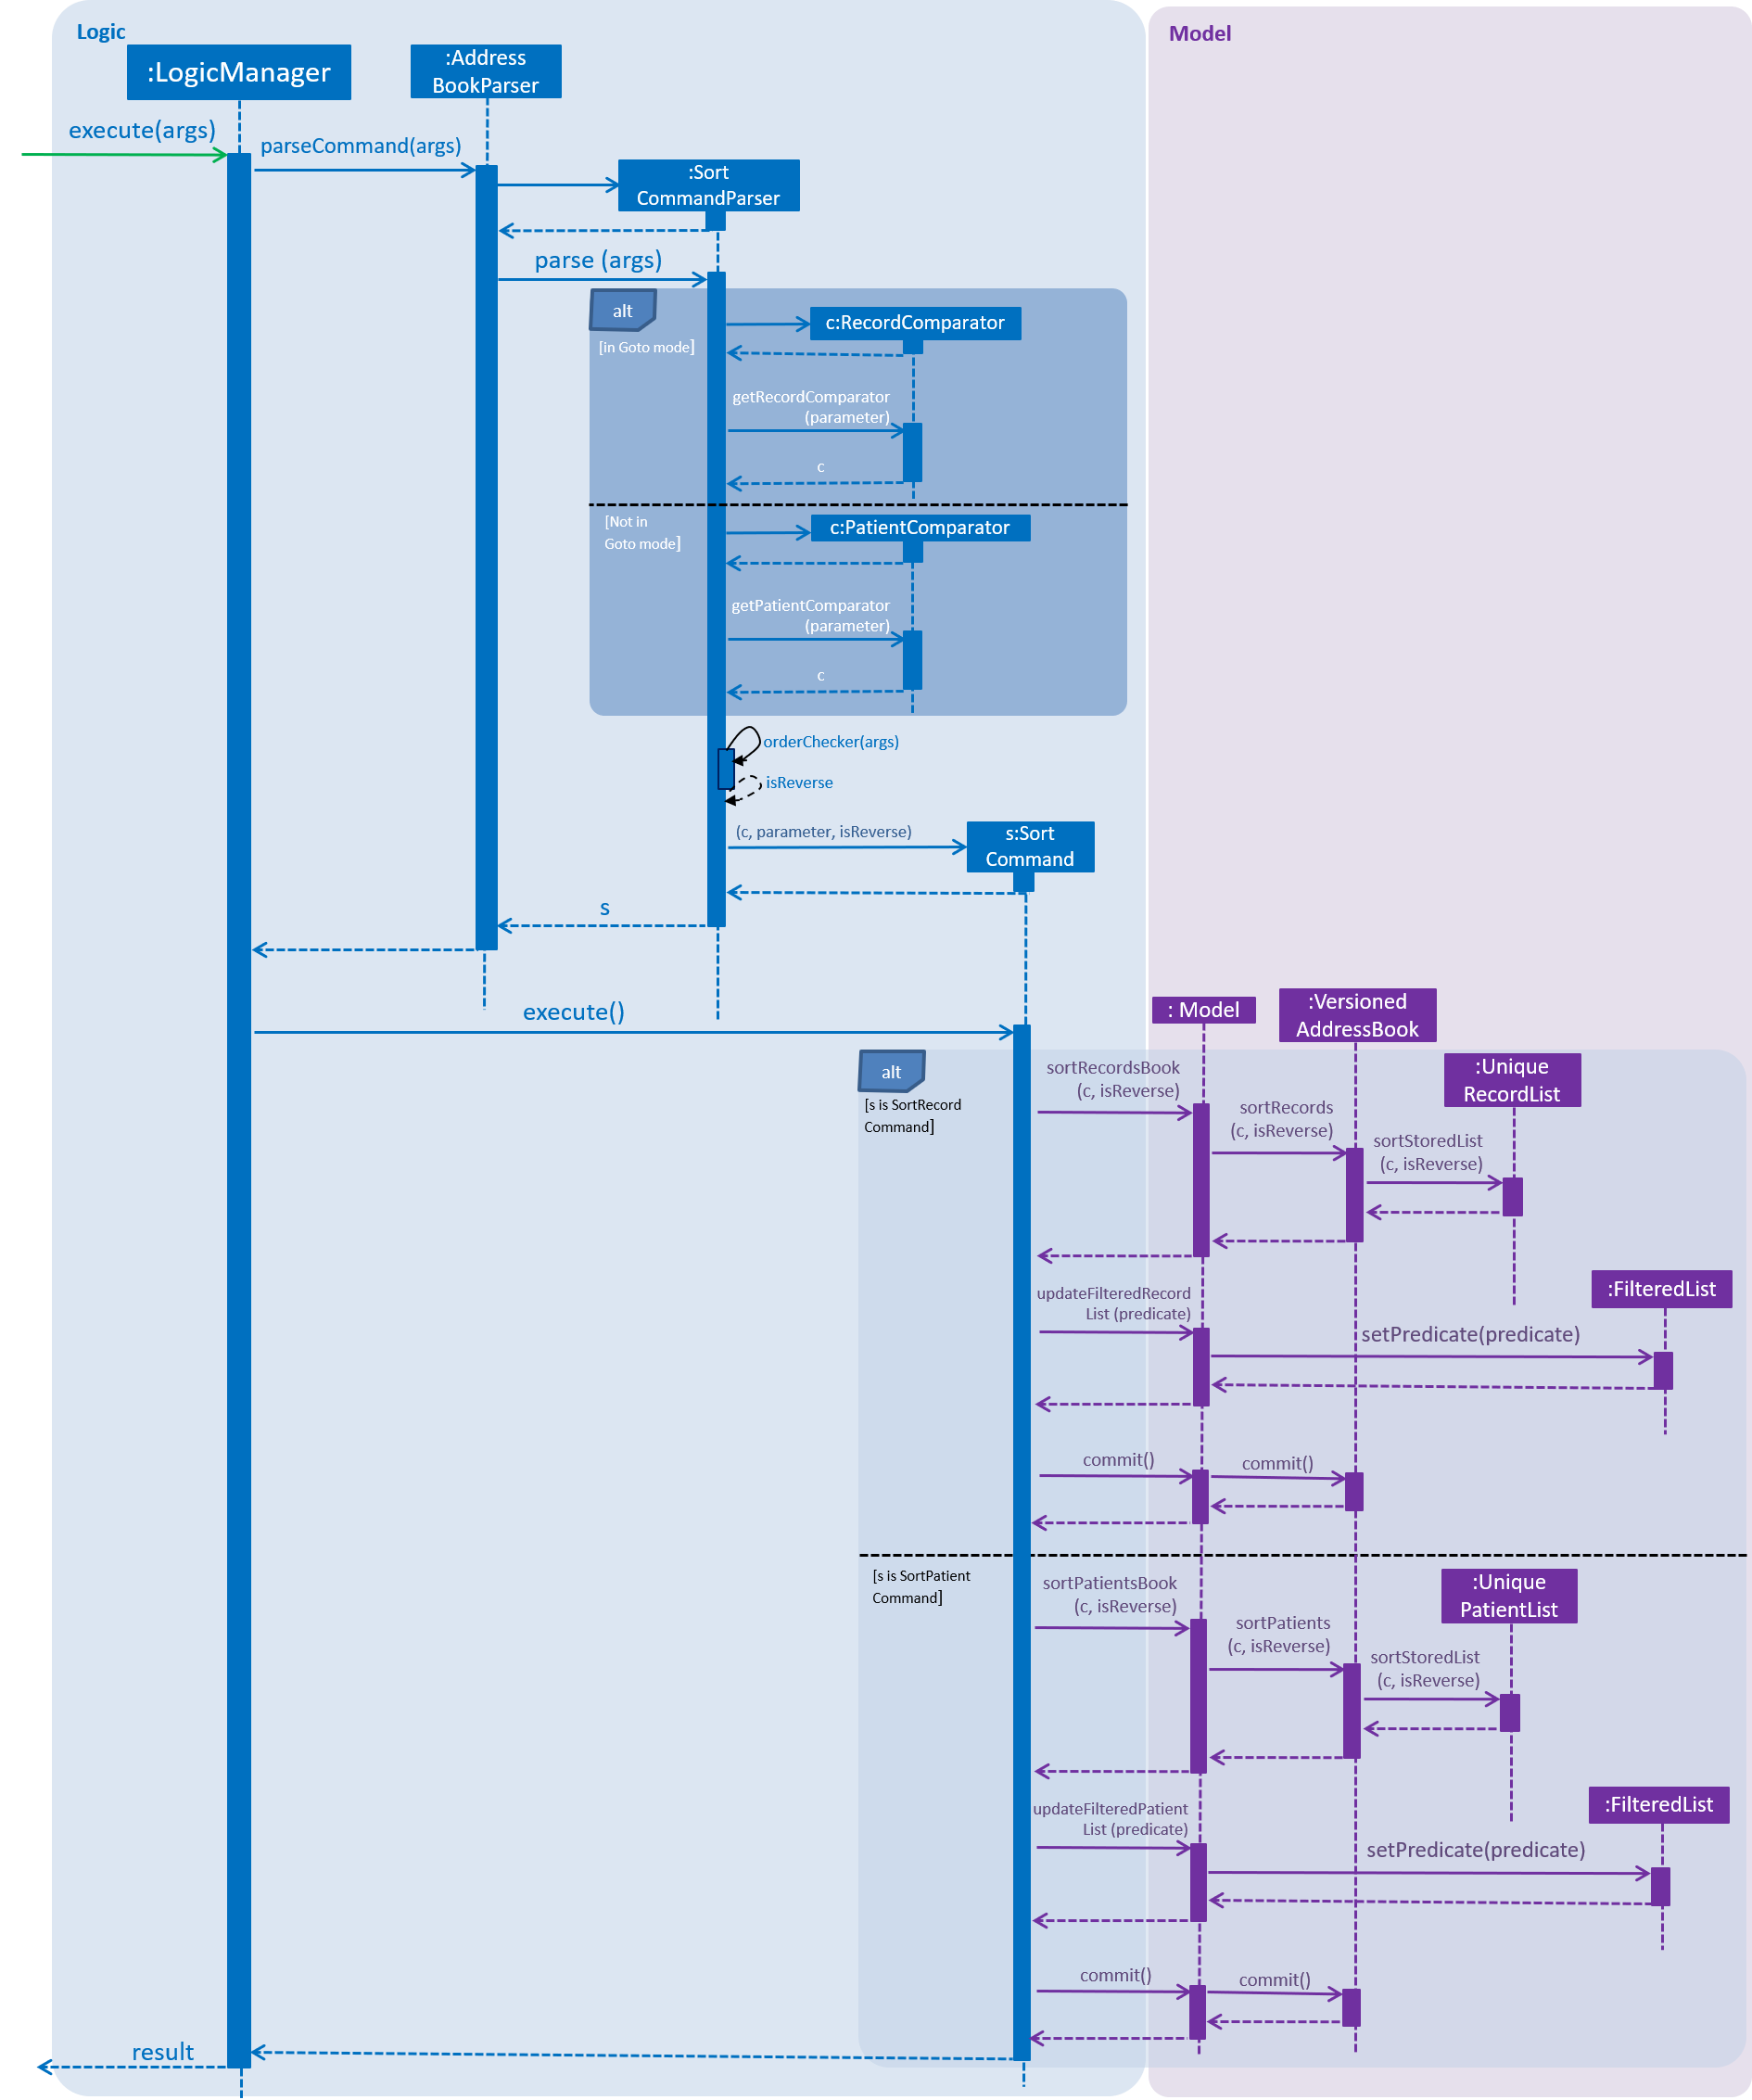 Logic
Model
:LogicManager
:Address
BookParser
execute(args)
parseCommand(args)
:Sort
CommandParser
parse (args)
alt
[in Goto mode]
c:RecordComparator
getRecordComparator
(parameter)
c
[Not in
Goto mode]
c:PatientComparator
getPatientComparator
(parameter)
c
orderChecker(args)
isReverse
(c, parameter, isReverse)
s:Sort
Command
s
execute()
: Model
:Versioned
AddressBook
alt
[s is SortRecord
Command]
sortRecordsBook
(c, isReverse)
:Unique
RecordList
sortRecords
(c, isReverse)
sortStoredList
(c, isReverse)
updateFilteredRecord
List (predicate)
:FilteredList
setPredicate(predicate)
commit()
commit()
[s is SortPatient
Command]
sortPatientsBook
(c, isReverse)
:Unique
PatientList
sortPatients
(c, isReverse)
sortStoredList
(c, isReverse)
updateFilteredPatient
List (predicate)
:FilteredList
setPredicate(predicate)
commit()
commit()
result